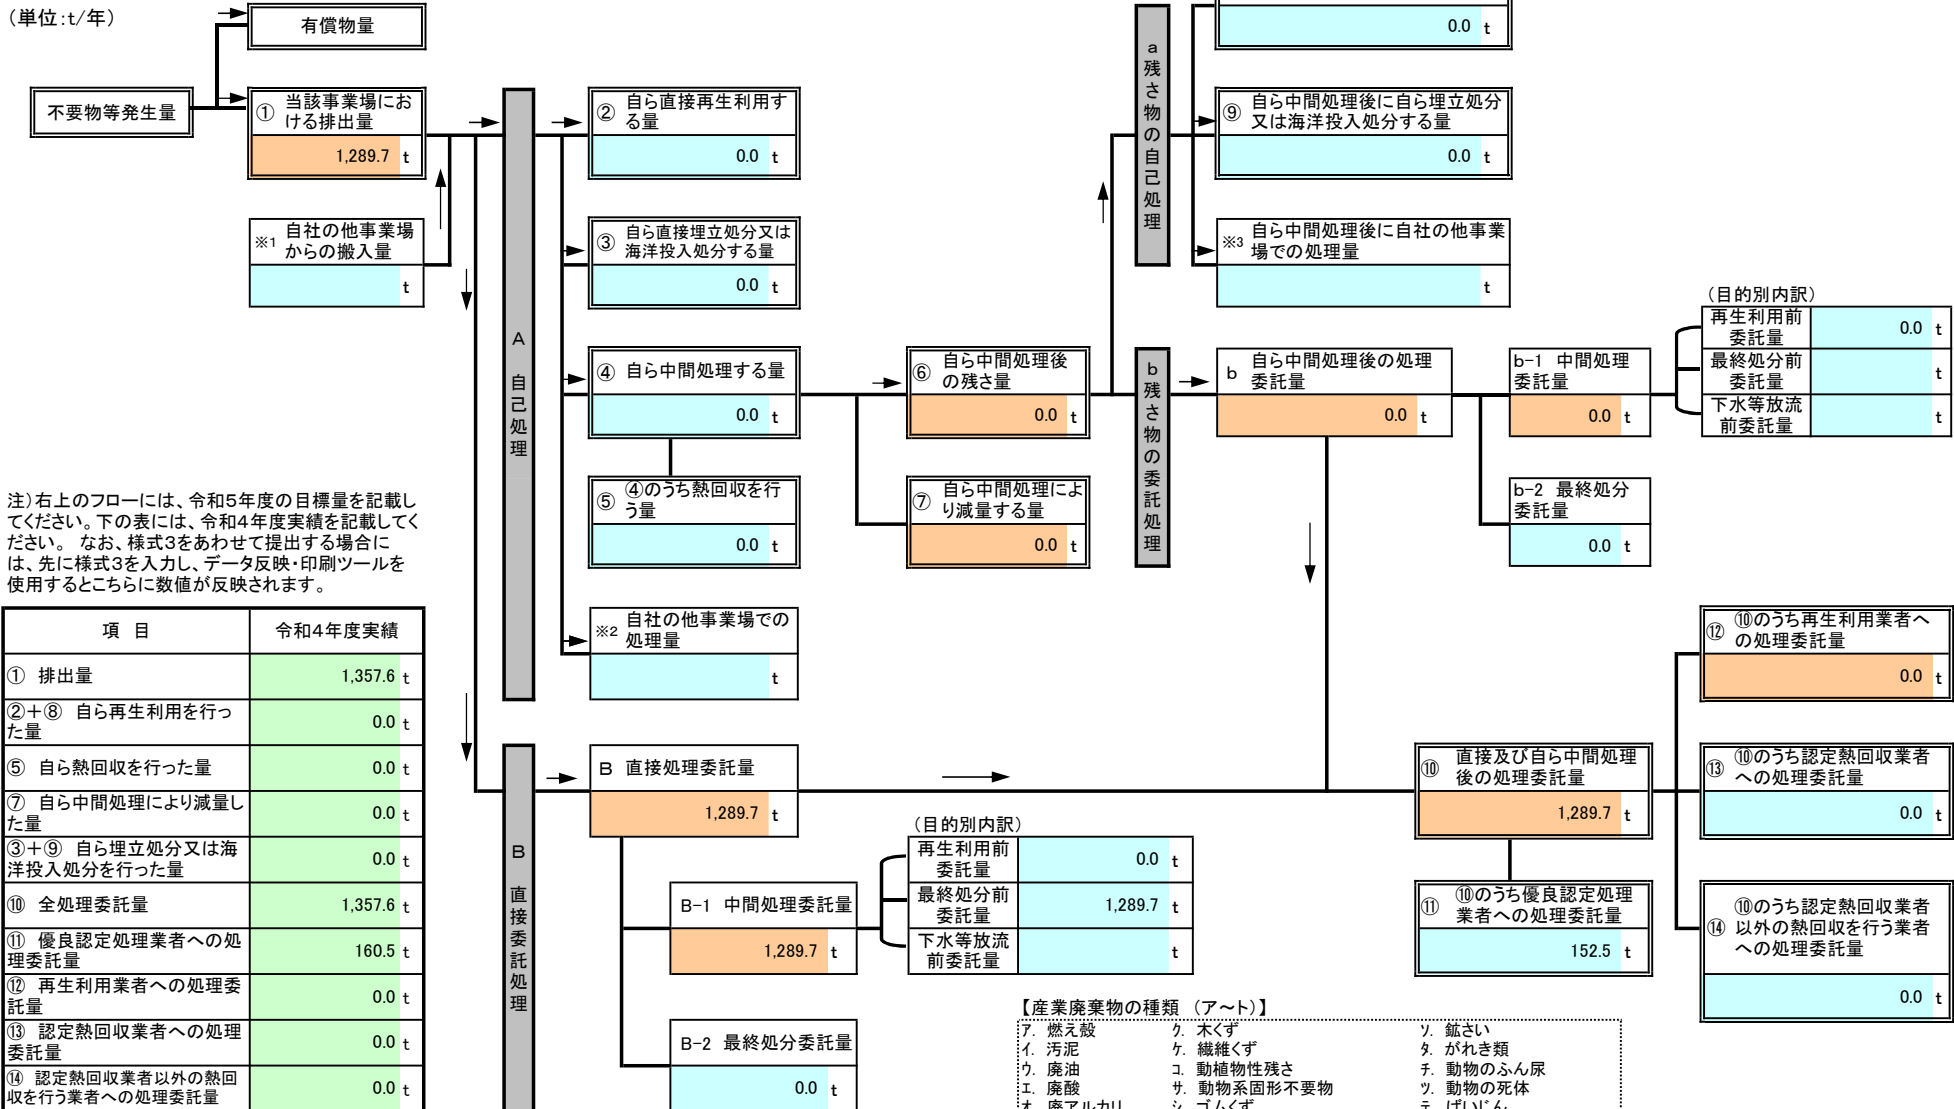 （単位:t/年）
有償物量
不要物等発生量
① 当該事業場にお
ける排出量
1,289.7 t
※1 自社の他事業場
からの搬入量
t
A 自己処理
② 自ら直接再生利用す
る量
0.0 t
③ 自ら直接埋立処分又は
海洋投入処分する量
0.0 t
④ 自ら中間処理する量
0.0 t
⑤ ④のうち熱回収を行
う量
0.0 t
※2 自社の他事業場での
処理量
t
⑥ 自ら中間処理後
の残さ量
0.0 t
⑦ 自ら中間処理によ
り減量する量
0.0 t
a 残さ物の自己処理
0.0 t
⑨ 自ら中間処理後に自ら埋立処分
又は海洋投入処分する量
0.0 t
※3 自ら中間処理後に自社の他事業
場での処理量
t
b 残さ物の委託処理
b 自ら中間処理後の処理
委託量
0.0 t
b-1 中間処理
委託量
0.0 t
b-2 最終処分
委託量
0.0 t
（目的別内訳）
再生利用前
委託量
0.0 t
最終処分前
委託量
t
下水等放流
前委託量
t
注）右上のフローには、令和5年度の目標量を記載し
てください。下の表には、令和4年度実績を記載してく
ださい。 なお、様式3をあわせて提出する場合に
は、先に様式3を入力し、データ反映・印刷ツールを
使用するとこちらに数値が反映されます。
項 目 令和4年度実績
① 排出量 1,357.6 t
②＋⑧ 自ら再生利用を行っ
た量
0.0 t
⑤ 自ら熱回収を行った量 0.0 t
⑦ 自ら中間処理により減量し
た量
0.0 t
③＋⑨ 自ら埋立処分又は海
洋投入処分を行った量
0.0 t
⑩ 全処理委託量 1,357.6 t
⑪ 優良認定処理業者への処
理委託量
160.5 t
⑫ 再生利用業者への処理委
託量
0.0 t
⑬ 認定熱回収業者への処理
委託量
0.0 t
⑭ 認定熱回収業者以外の熱回
収を行う業者への処理委託量
0.0 t
B 直接委託処理
B 直接処理委託量
1,289.7 t
B-1 中間処理委託量
1,289.7 t
B-2 最終処分委託量
0.0 t
（目的別内訳）
再生利用前
委託量
0.0 t
最終処分前
委託量
1,289.7 t
下水等放流
前委託量
t
⑩ 直接及び自ら中間処理
後の処理委託量
1,289.7 t
⑪ ⑩のうち優良認定処理
業者への処理委託量
152.5 t
⑫ ⑩のうち再生利用業者へ
の処理委託量
0.0 t
⑬ ⑩のうち認定熱回収業者
への処理委託量
0.0 t
⑭ ⑩のうち認定熱回収業者
以外の熱回収を行う業者
への処理委託量
0.0 t
【産業廃棄物の種類 （ア～ト）】
ア. 燃え殻 ク. 木くず ソ. 鉱さい
イ. 汚泥 ケ. 繊維くず タ. がれき類
ウ. 廃油 コ. 動植物性残さ チ. 動物のふん尿
エ. 廃酸 サ. 動物系固形不要物 ツ. 動物の死体
オ. 廃アルカリ シ. ゴムくず テ. ばいじん